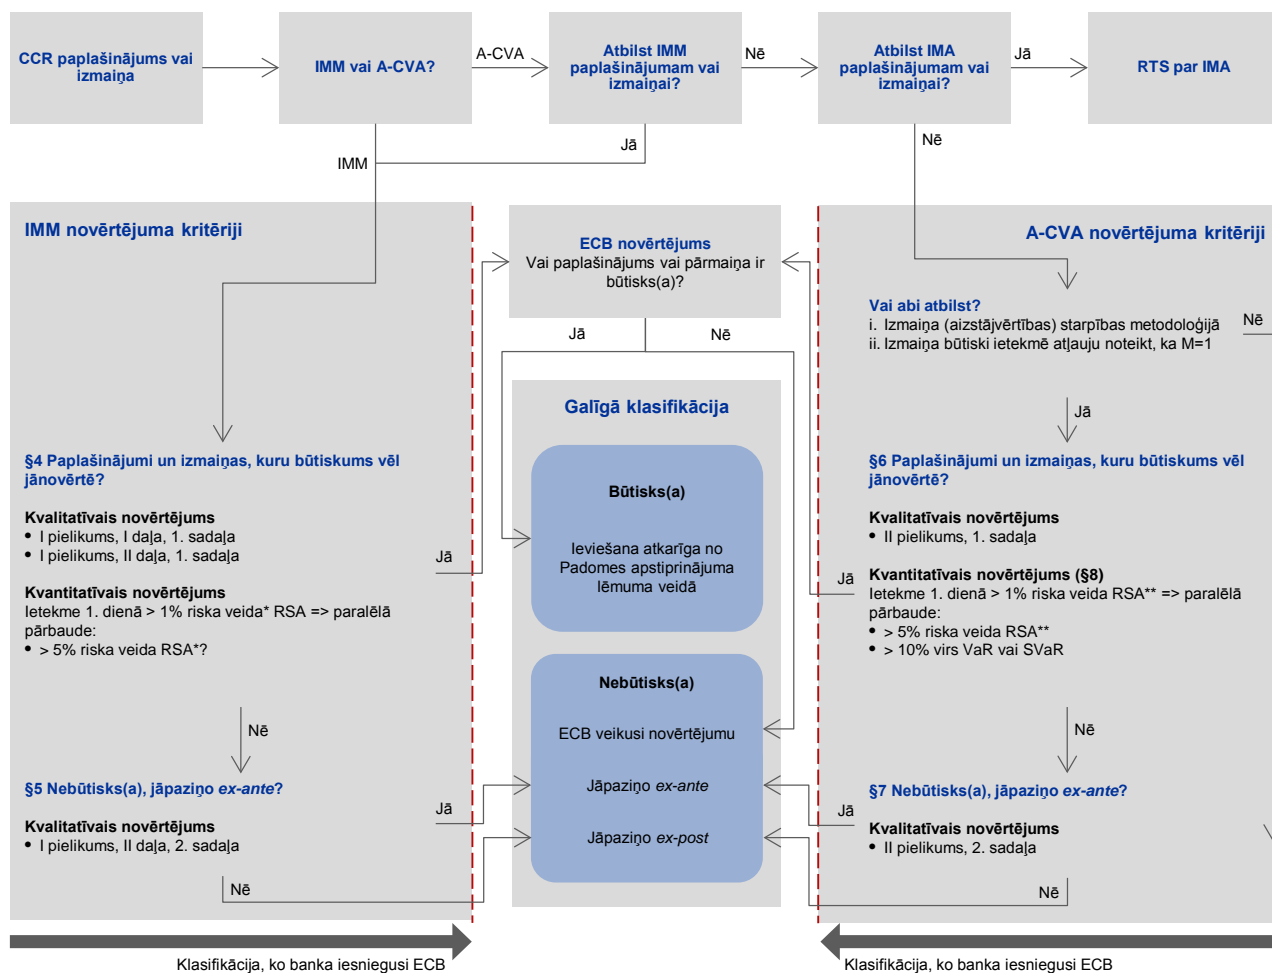 CCR paplašinājums vai
izmaiņa
IMM vai A-CVA?
A-CVA
Atbilst IMM
paplašinājumam vai
izmaiņai?
Nē
Atbilst IMA
paplašinājumam vai
izmaiņai?
Jā
RTS par IMA
IMM
Jā
Nē
IMM novērtējuma kritēriji
§4 Paplašinājumi un izmaiņas, kuru būtiskums vēl
jānovērtē?
Kvalitatīvais novērtējums
• I pielikums, I daļa, 1. sadaļa
• I pielikums, II daļa, 1. sadaļa
Jā
Kvantitatīvais novērtējums
Ietekme 1. dienā > 1% riska veida* RSA => paralēlā
pārbaude:
• > 5% riska veida RSA*?
Nē
§5 Nebūtisks(a), jāpaziņo ex-ante?
Jā
Kvalitatīvais novērtējums
• I pielikums, II daļa, 2. sadaļa
Nē
ECB novērtējums
Vai paplašinājums vai pārmaiņa ir
būtisks(a)?
Jā
Nē
Galīgā klasifikācija
Būtisks(a)
Ieviešana atkarīga no
Padomes apstiprinājuma
lēmuma veidā
Nebūtisks(a)
ECB veikusi novērtējumu
Jāpaziņo ex-ante
Jāpaziņo ex-post
A-CVA novērtējuma kritēriji
Vai abi atbilst?
i. Izmaiņa (aizstājvērtības) starpības metodoloģijā
ii. Izmaiņa būtiski ietekmē atļauju noteikt, ka M=1
Nē
Jā
§6 Paplašinājumi un izmaiņas, kuru būtiskums vēl
jānovērtē?
Kvalitatīvais novērtējums
• II pielikums, 1. sadaļa
Kvantitatīvais novērtējums (§8)
Jā
Ietekme 1. dienā > 1% riska veida RSA** => paralēlā
pārbaude:
• > 5% riska veida RSA**
• > 10% virs VaR vai SVaR
Nē
§7 Nebūtisks(a), jāpaziņo ex-ante?
Jā
Kvalitatīvais novērtējums
• II pielikums, 2. sadaļa
Nē
Klasifikācija, ko banka iesniegusi ECB
Klasifikācija, ko banka iesniegusi ECB